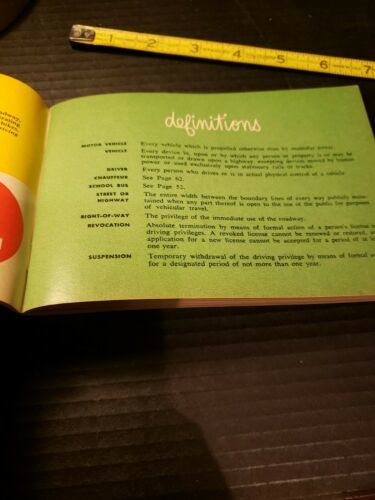 1 2 3 4 5 6 7
definitions
MOTOR VEHICLE Every vehicle which is propelled otherwise than by muscular power.
VEHICLE Every device in, upon or by which any person or property is or may be
transported or drawn upon a highway, excepting devices moved by human
power or used exclusively upon stationary rails or tracks.
DRIVER Every person who drives or is in actual physical control of a vehicle
CHAUFFEUR See Page 62.
SCHOOL BUS See Page 52.
STREET OR HIGHWAY The entire width between the boundary lines of every way publicly main-
tained when any part thereof is open to the use of the public for purposes
of vehicular travel.
RIGHT-OF-WAY The privilege of the immediate use of the roadway.
REVOCATION Absolute termination by means of formal action of a person's license
driving privileges. A revoked license cannot be renewed or restored,
application for a new license cannot be accepted for a period of at
one year.
SUSPENSION Temporary withdrawal of the driving privilege by means of formal
for a designated period of not more than one year.